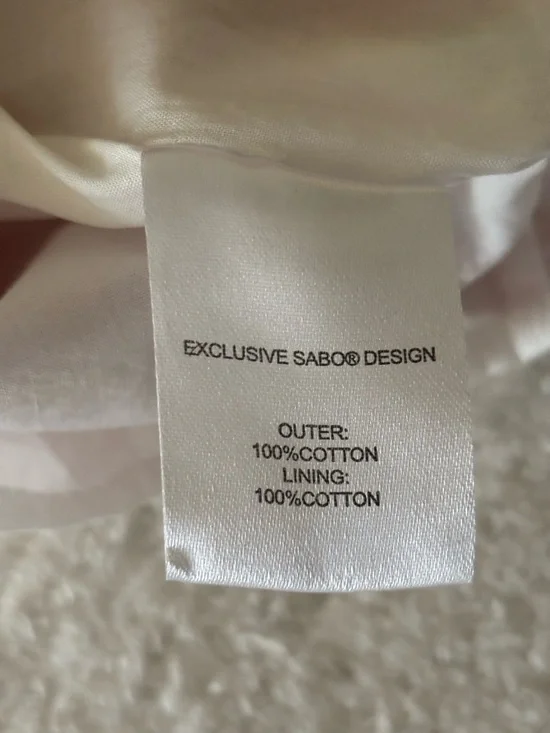 EXCLUSIVE SABO® DESIGN
OUTER:
100%COTTON
LINING:
100%COTTON